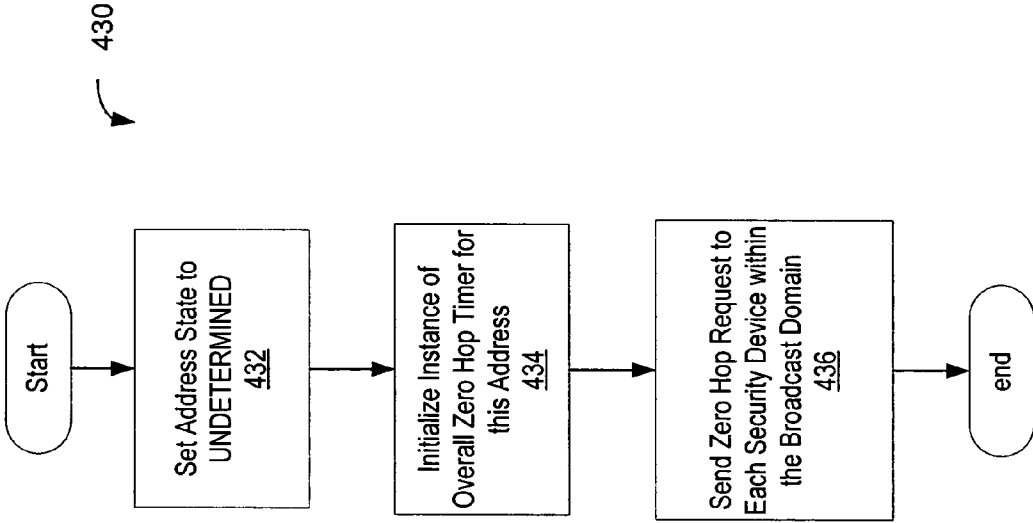 430
Start
Set Address State to
UNDETERMINED
432
Initialize Instance of
Overall Zero Hop Timer for
this Address
434
Send Zero Hop Request to
Each Security Device within
the Broadcast Domain
436
end